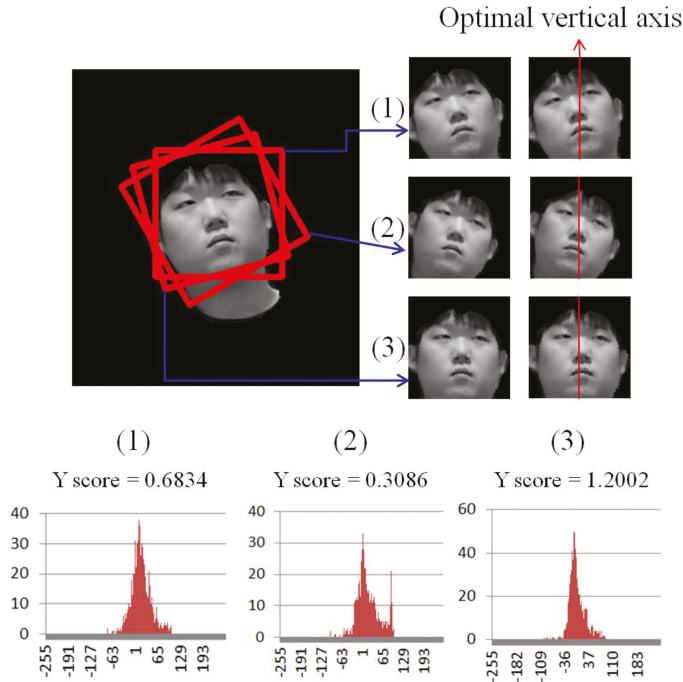 Optimal vertical axis
(1)
(2)
(3)
(1) (2) (3)
Y score = 0.6834 Y score = 0.3086 Y score = 1.2002
40
30
20
10
0
-255 -191 -127 -63 1 65 129 193
40
30
20
10
0
-255 -191 -127 -63 1 65 129 193
60
40
20
0
-255 -182 -109 -36 37 110 183